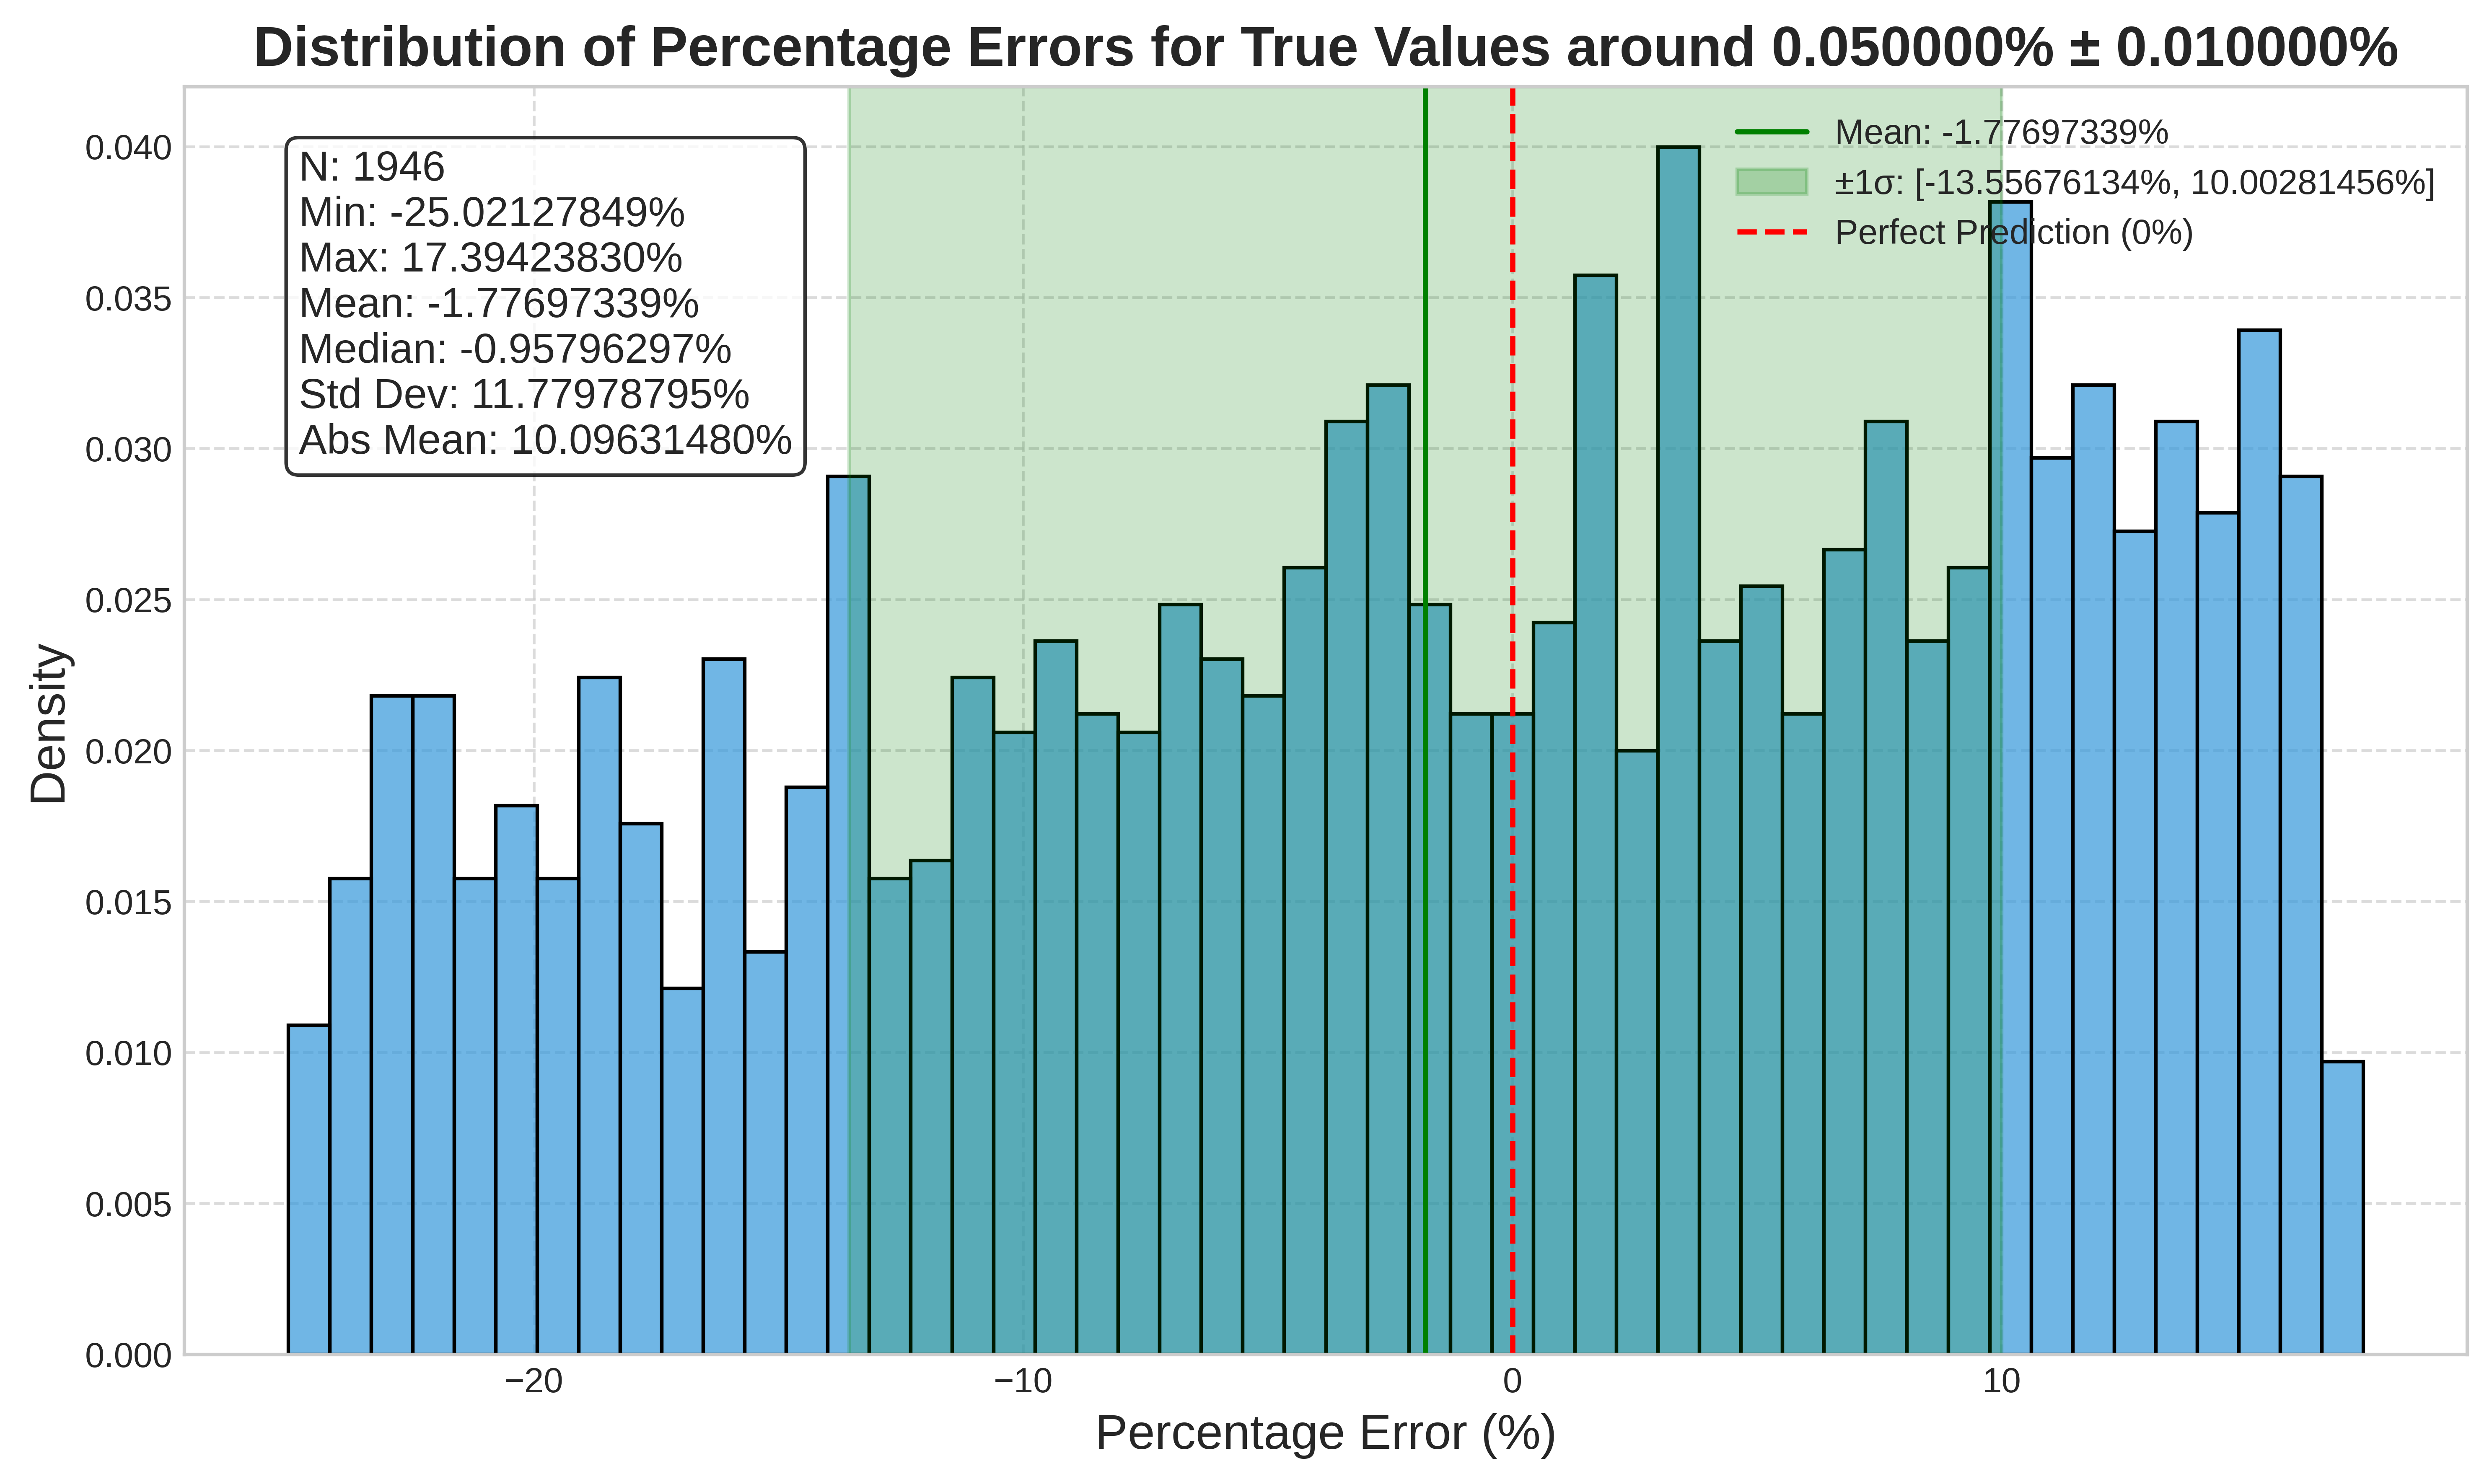 Distribution of Percentage Errors for True Values around 0.050000% ± 0.010000%
N: 1946
Min: -25.02127849%
Max: 17.39423830%
Mean: -1.77697339%
Median: -0.95796297%
Std Dev: 11.77978795%
Abs Mean: 10.09631480%
Mean: -1.77697339%
±1σ: [-13.55676134%, 10.00281456%]
Perfect Prediction (0%)
Density
0.040
0.035
0.030
0.025
0.020
0.015
0.010
0.005
0.000
−20
−10
0
10
Percentage Error (%)